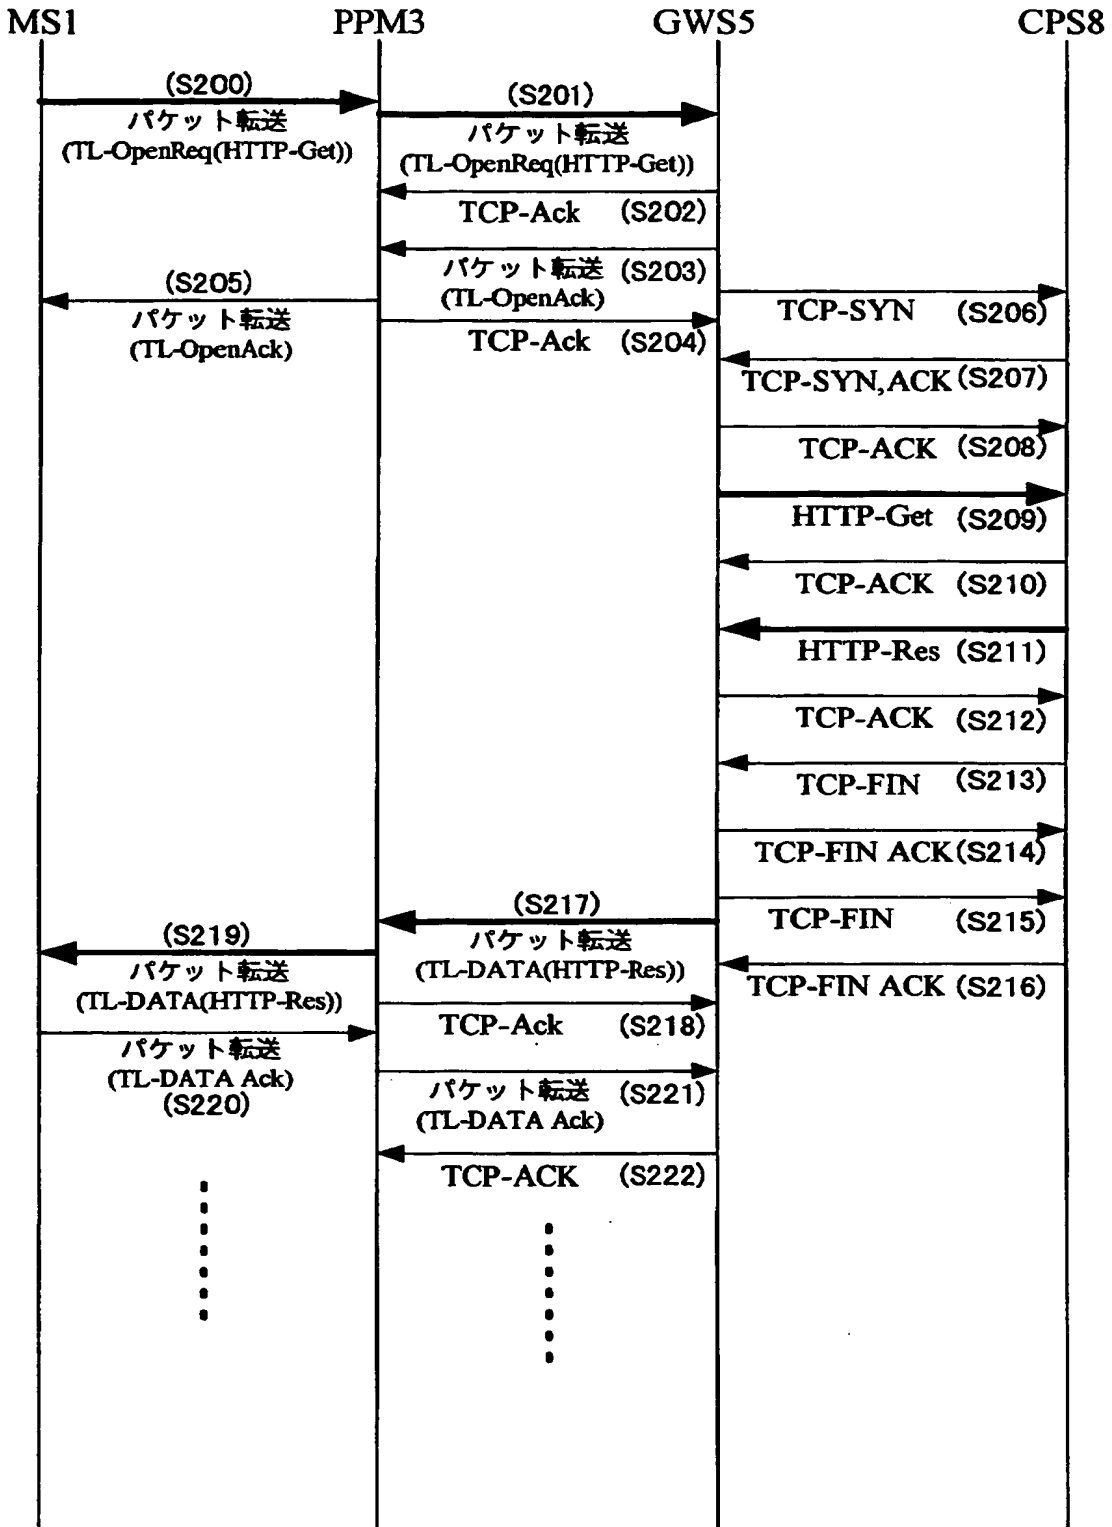 MS1 PPM3 GWS5 CPS8
(S200)
パケット転送
(TL-OpenReq(HTTP-Get))
(S201)
パケット転送
(TL-OpenReq(HTTP-Get))
TCP-Ack (S202)
パケット転送 (S203)
(TL-OpenAck)
(S205)
パケット転送
(TL-OpenAck)
TCP-Ack (S204)
TCP-SYN (S206)
TCP-SYN,ACK (S207)
TCP-ACK (S208)
HTTP-Get (S209)
TCP-ACK (S210)
HTTP-Res (S211)
TCP-ACK (S212)
TCP-FIN (S213)
TCP-FIN ACK (S214)
TCP-FIN (S215)
TCP-FIN ACK (S216)
(S217)
パケット転送
(TL-DATA(HTTP-Res))
(S219)
パケット転送
(TL-DATA(HTTP-Res))
TCP-Ack (S218)
パケット転送
(TL-DATA Ack)
(S220)
パケット転送 (S221)
(TL-DATA Ack)
TCP-ACK (S222)